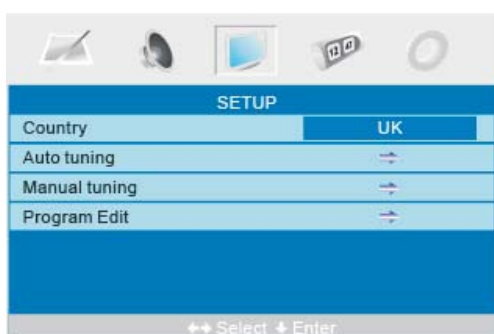 SETUP
Country UK
Auto tuning
Manual tuning
Program Edit
Select Enter